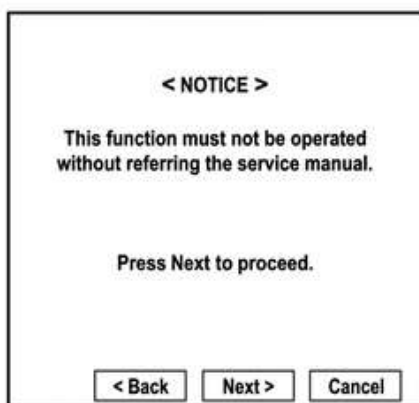 < NOTICE >
This function must not be operated
without referring the service manual.
Press Next to proceed.
< Back Next > Cancel